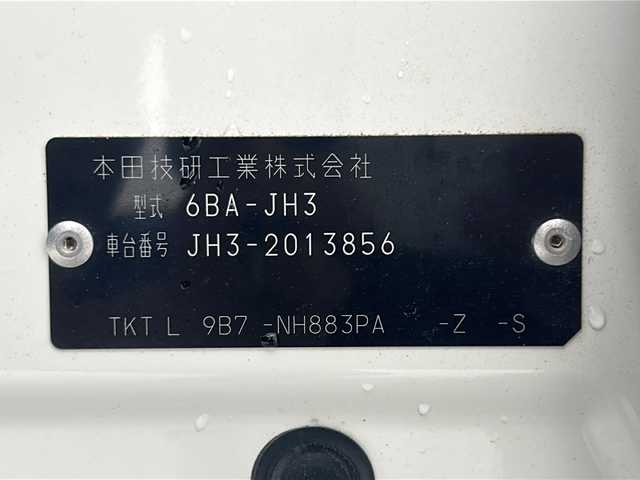 本田技研工業株式会社
型式 6BA-JH3
車台番号 JH3-2013856
TKT L 9B7 -NH883PA -Z -S